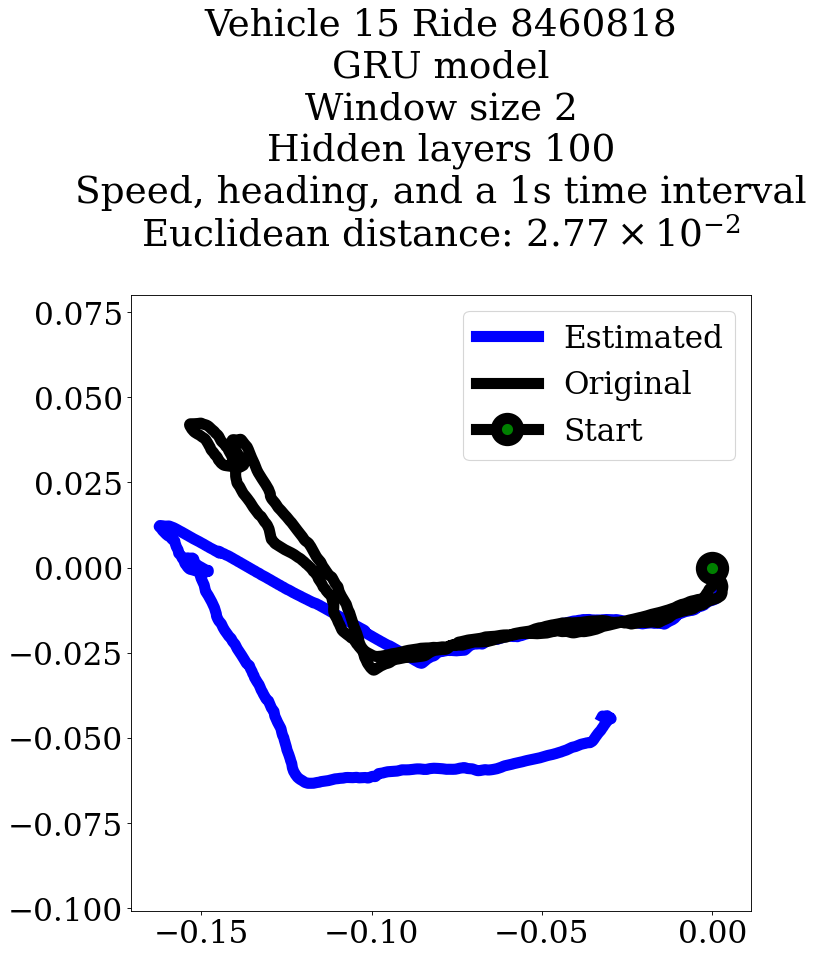 Vehicle 15 Ride 8460818
GRU model
Window size 2
Hidden layers 100
Speed, heading, and a 1s time interval
Euclidean distance: 2.77 × 10⁻²
0.075
0.050
0.025
0.000
−0.025
−0.050
−0.075
−0.100
Estimated
Original
Start
−0.15
−0.10
−0.05
0.00